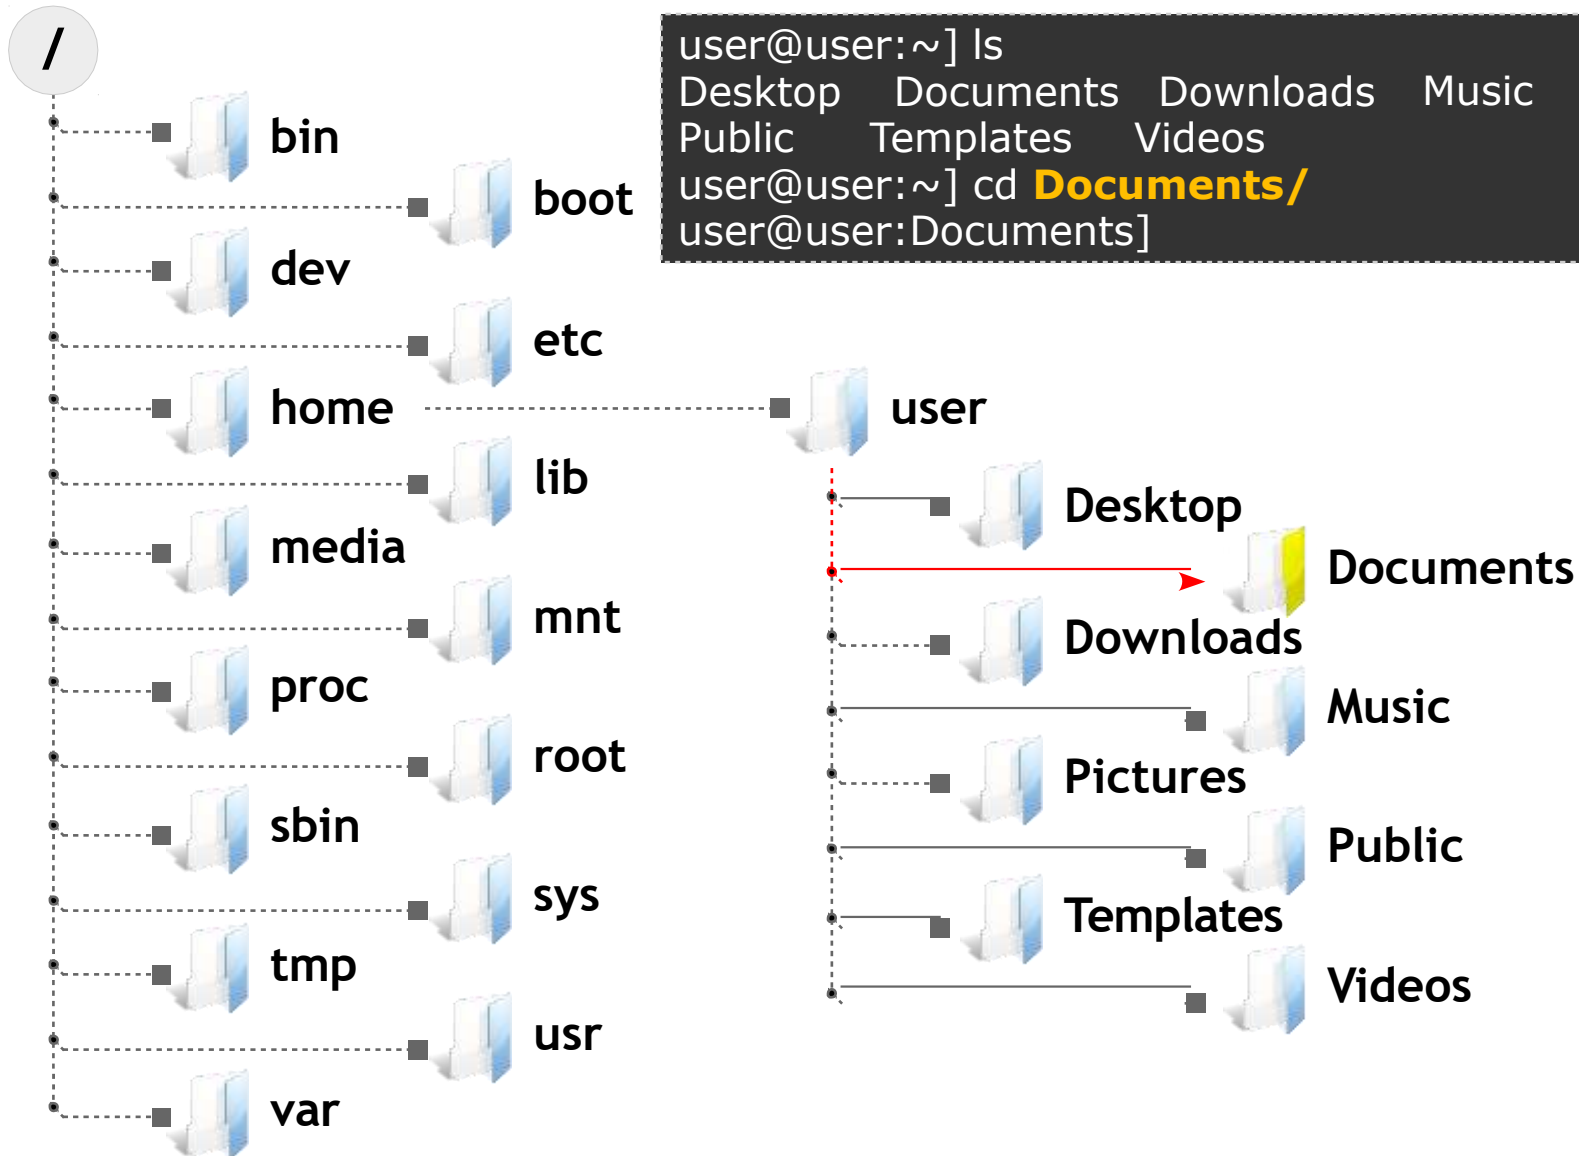 /
user@user:~] ls
Desktop Documents Downloads Music
Public Templates Videos
user@user:~] cd Documents/
user@user:Documents]
bin
boot
dev
etc
home
user
lib
Desktop
media
Documents
mnt
Downloads
proc
Music
root
Pictures
sbin
Public
sys
Templates
tmp
Videos
usr
var